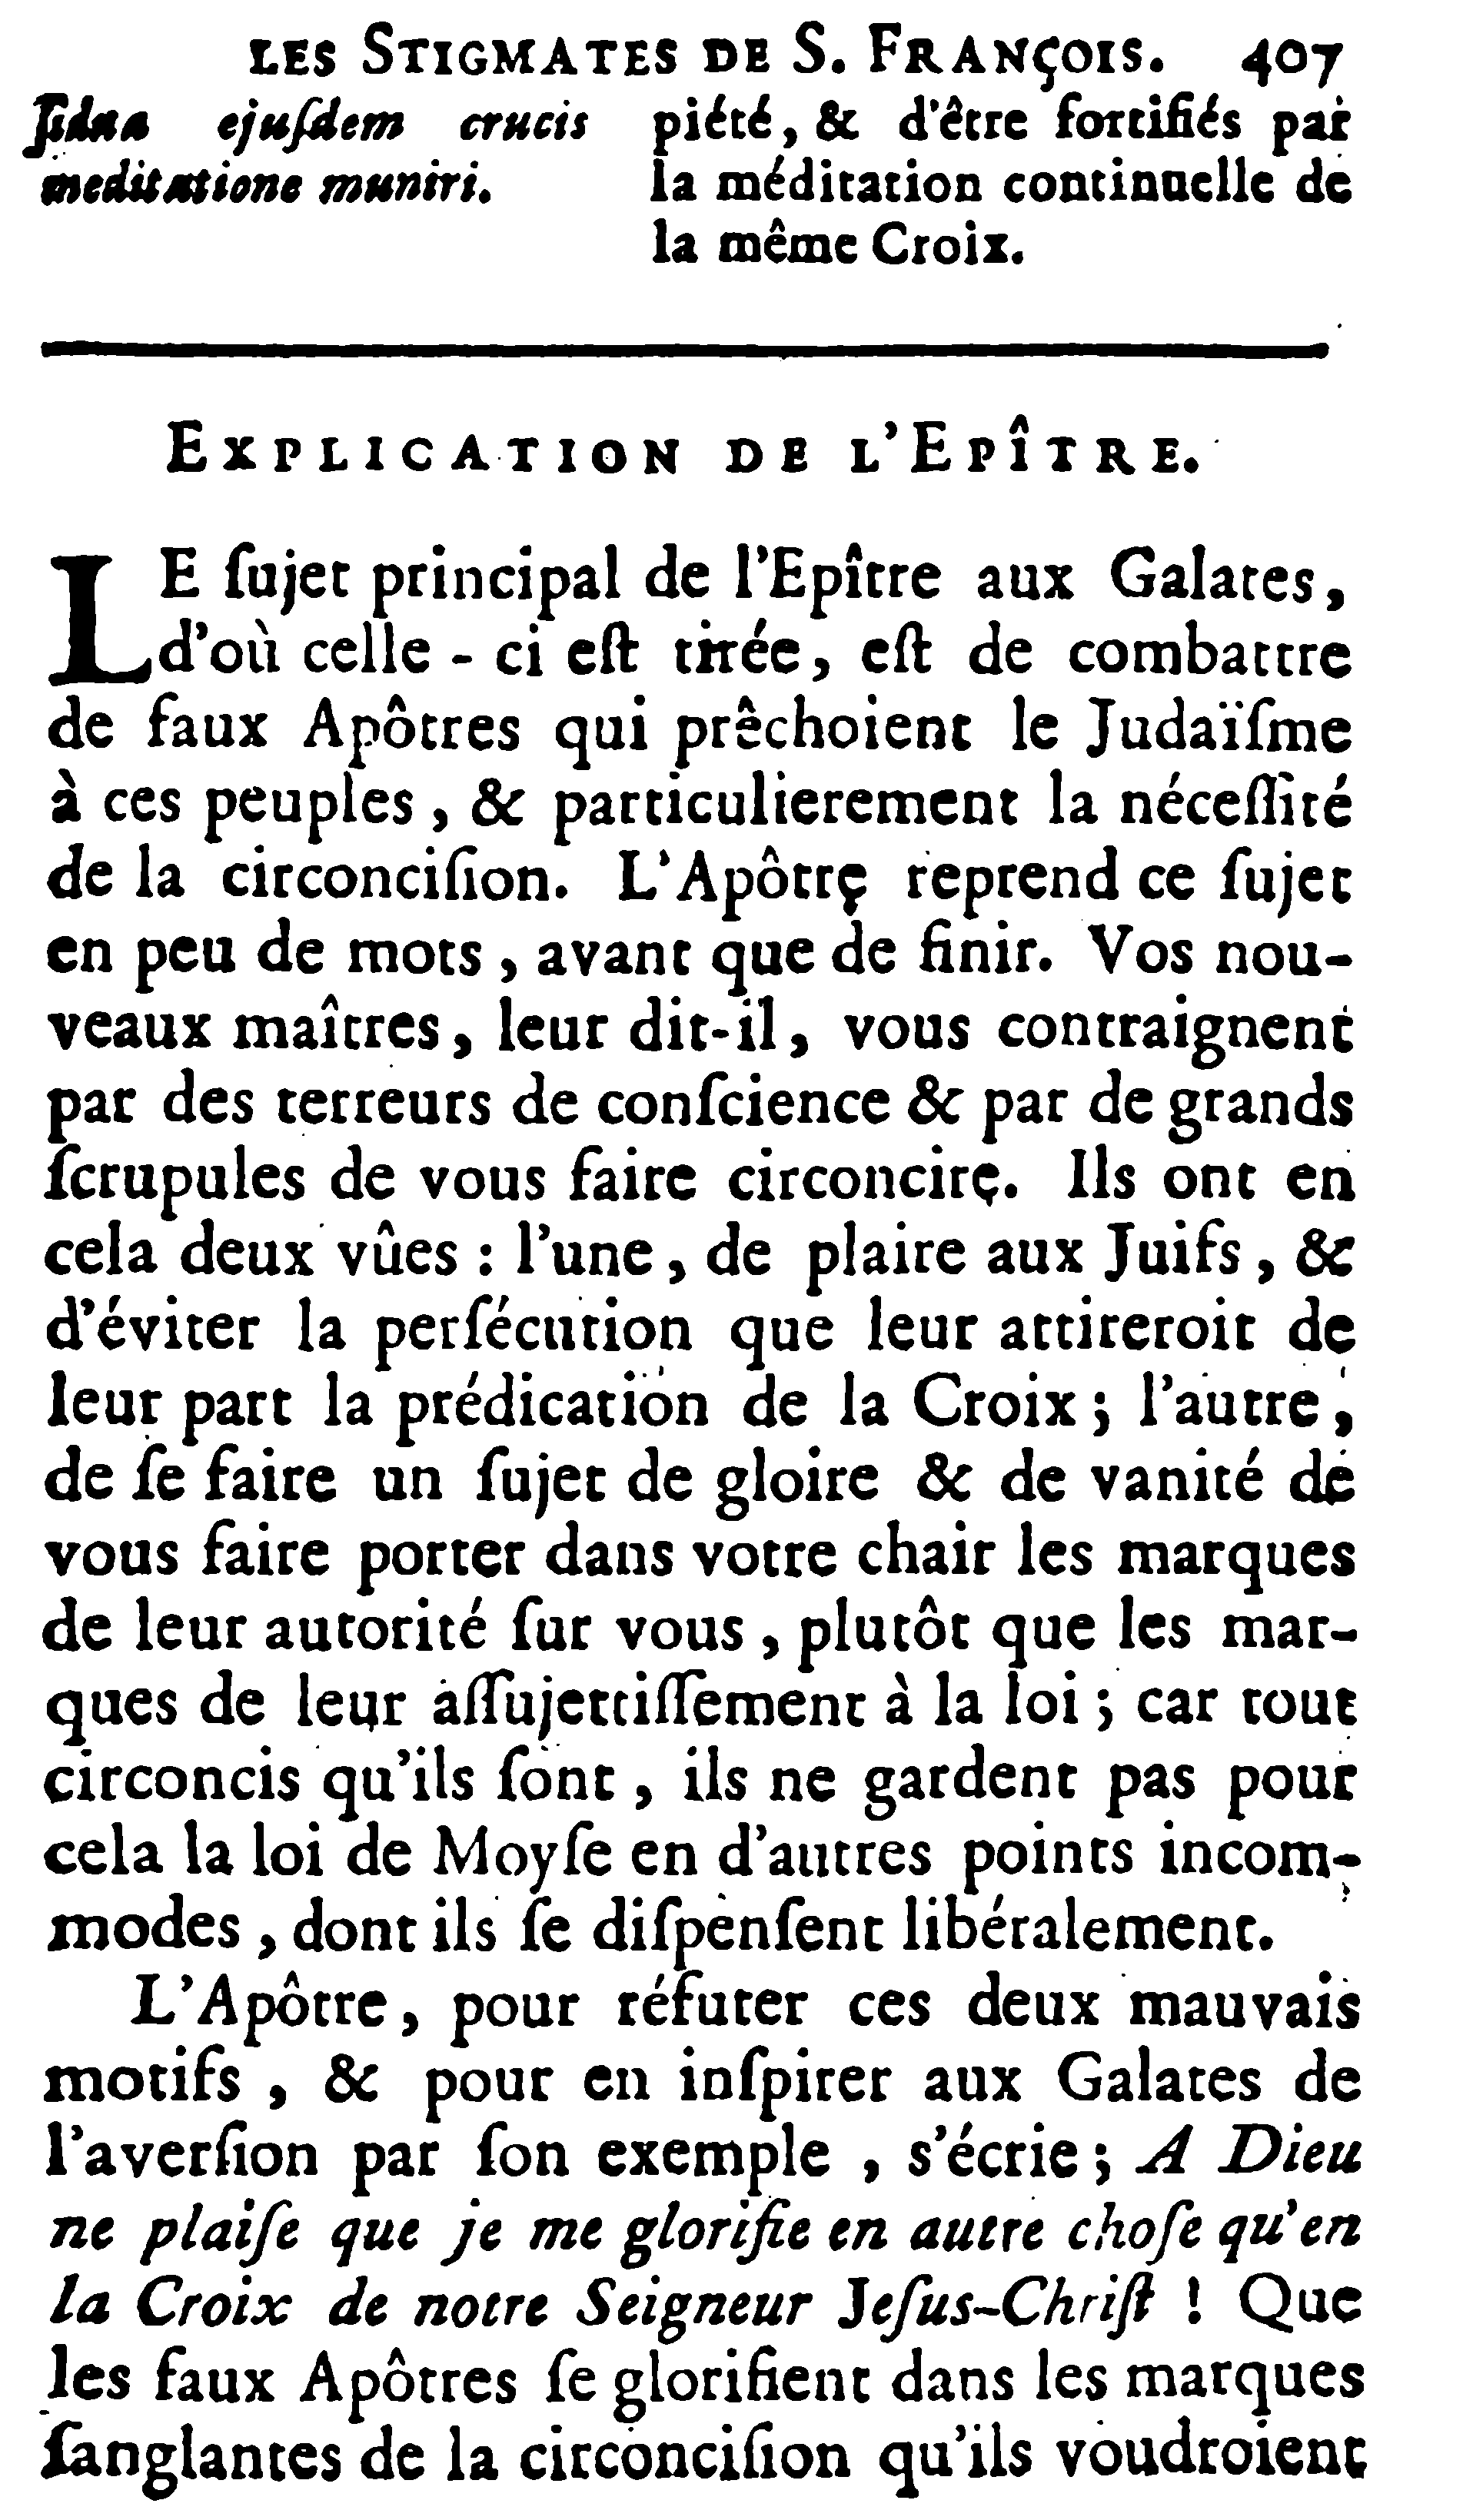 LES STIGMATES DE S. FRANÇOIS. 407
ejuſdem crucis
meditatione muniri.
piété, & d'être fortifiés par
la méditation continuelle de
la même Croix.
EXPLICATION DE L'EPÎTRE.
LE ſujet principal de l'Epître aux Galates,
d'où celle-ci eſt tirée, eſt de combattre
de faux Apôtres qui prêchoient le Judaïſme
à ces peuples, & particulierement la néceſſité
de la circonciſion. L'Apôtre reprend ce ſujet
en peu de mots, avant que de finir. Vos nou-
veaux maîtres, leur dit-il, vous contraignent
par des terreurs de conſcience & par de grands
ſcrupules de vous faire circoncire. Ils ont en
cela deux vûes : l'une, de plaire aux Juifs, &
d'éviter la perſécution que leur attireroit de
leur part la prédication de la Croix; l'autre,
de ſe faire un ſujet de gloire & de vanité de
vous faire porter dans votre chair les marques
de leur autorité ſur vous, plutôt que les mar-
ques de leur aſſujettiſſement à la loi; car tout
circoncis qu'ils ſont, ils ne gardent pas pour
cela la loi de Moyſe en d'autres points incom-
modes, dont ils ſe diſpenſent libéralement.
L'Apôtre, pour réfuter ces deux mauvais
motifs, & pour en inſpirer aux Galates de
l'averſion par ſon exemple, s'écrie; A Dieu
ne plaiſe que je me glorifie en autre choſe qu'en
la Croix de notre Seigneur Jeſus-Chriſt ! Que
les faux Apôtres ſe glorifient dans les marques
ſanglantes de la circonciſion qu'ils voudroient